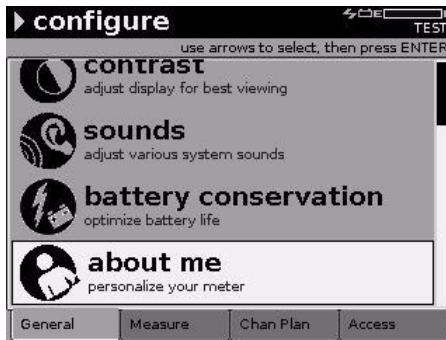 configure
E
TEST
use arrows to select, then press ENTER
contrast
adjust display for best viewing
sounds
adjust various system sounds
battery conservation
optimize battery life
about me
personalize your meter
General Measure Chan Plan Access